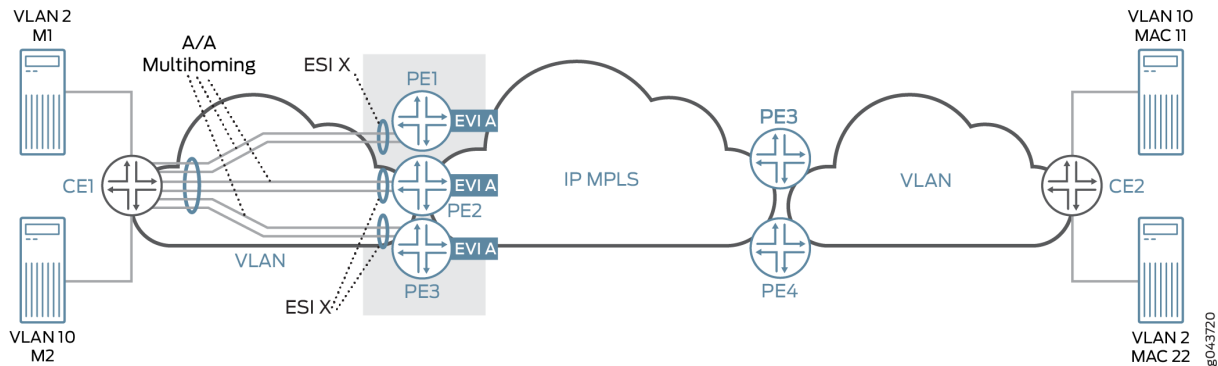 VLAN 2
M1
A/A
Multihoming
ESI X
PE1
EVI A
VLAN 10
MAC 11
PE3
CE1
EVI A
PE2
IP MPLS
VLAN
CE2
EVI A
VLAN
PE3
PE4
ESI X
VLAN 10
M2
VLAN 2
MAC 22
g043720